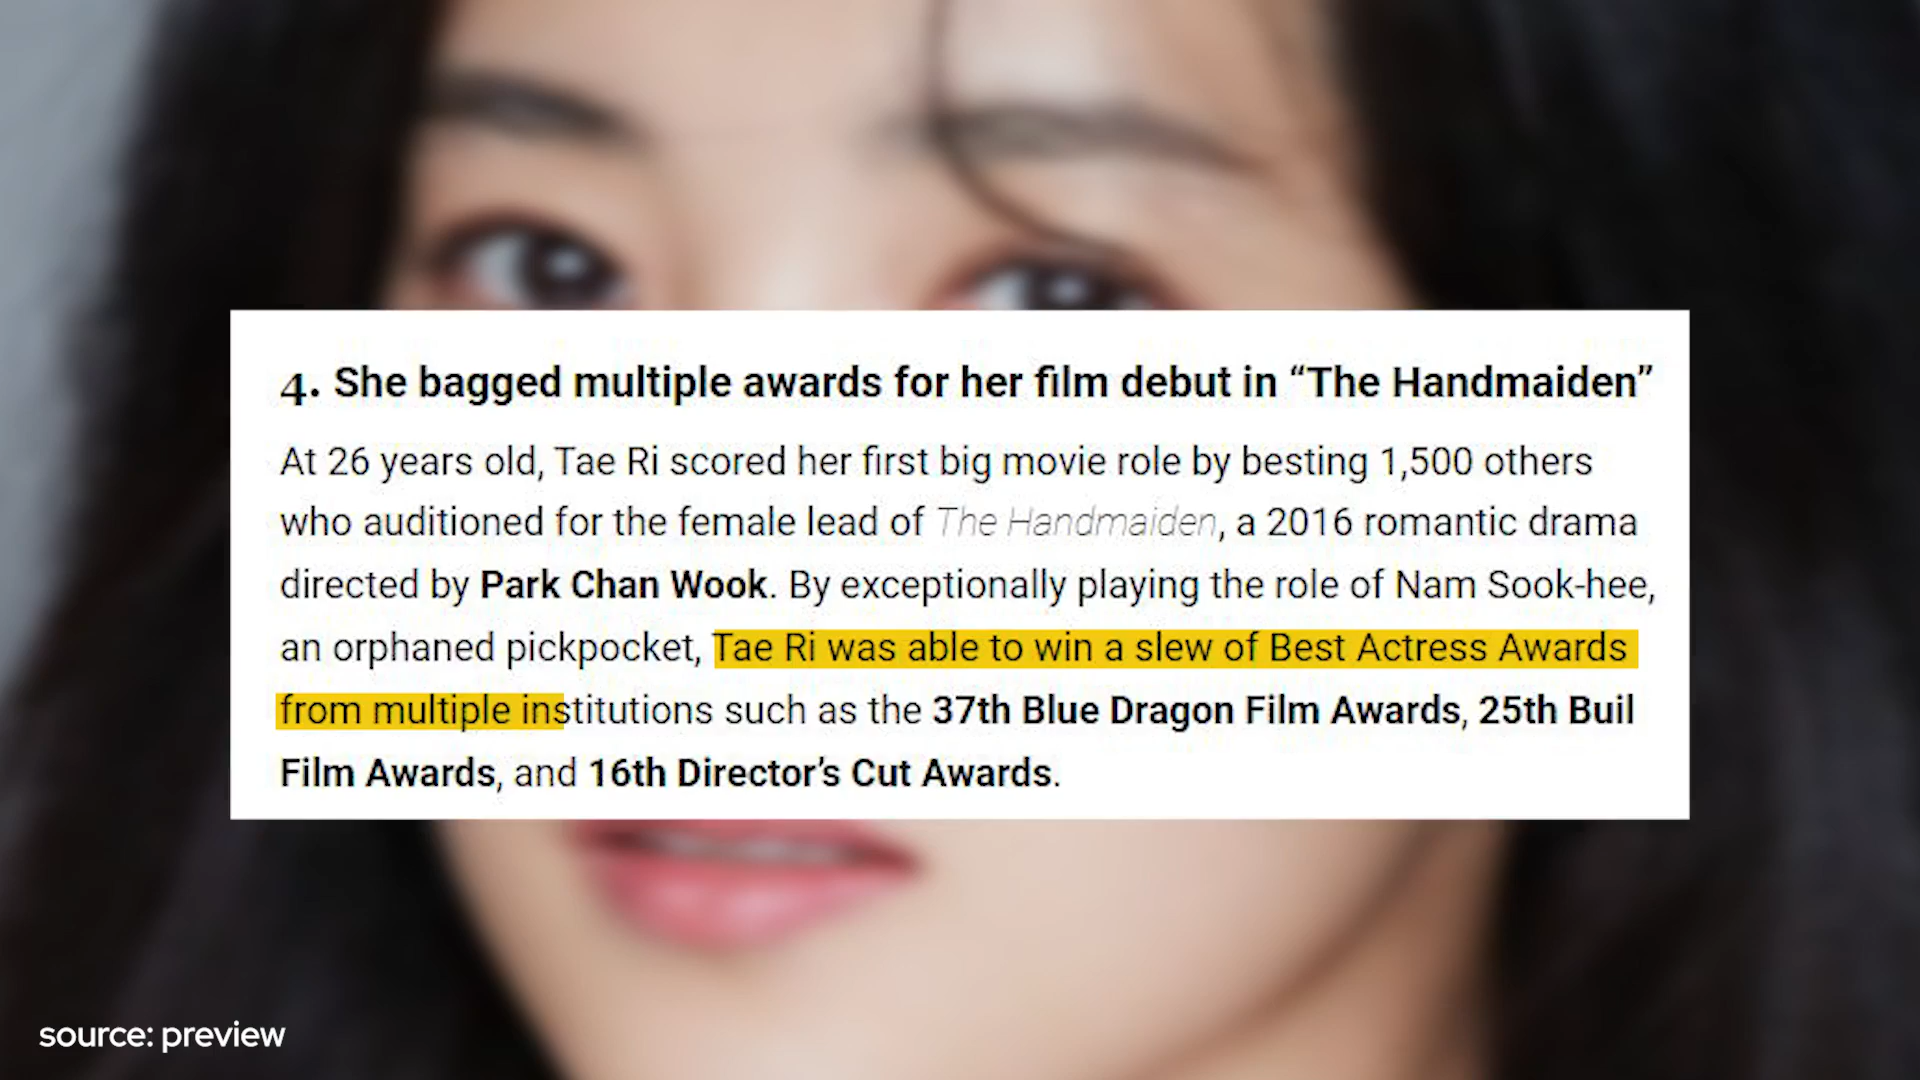 4. She bagged multiple awards for her film debut in “The Handmaiden”
At 26 years old, Tae Ri scored her first big movie role by besting 1,500 others
who auditioned for the female lead of The Handmaiden, a 2016 romantic drama
directed by Park Chan Wook. By exceptionally playing the role of Nam Sook-hee,
an orphaned pickpocket, Tae Ri was able to win a slew of Best Actress Awards
from multiple institutions such as the 37th Blue Dragon Film Awards, 25th Buil
Film Awards, and 16th Director’s Cut Awards.
source: preview